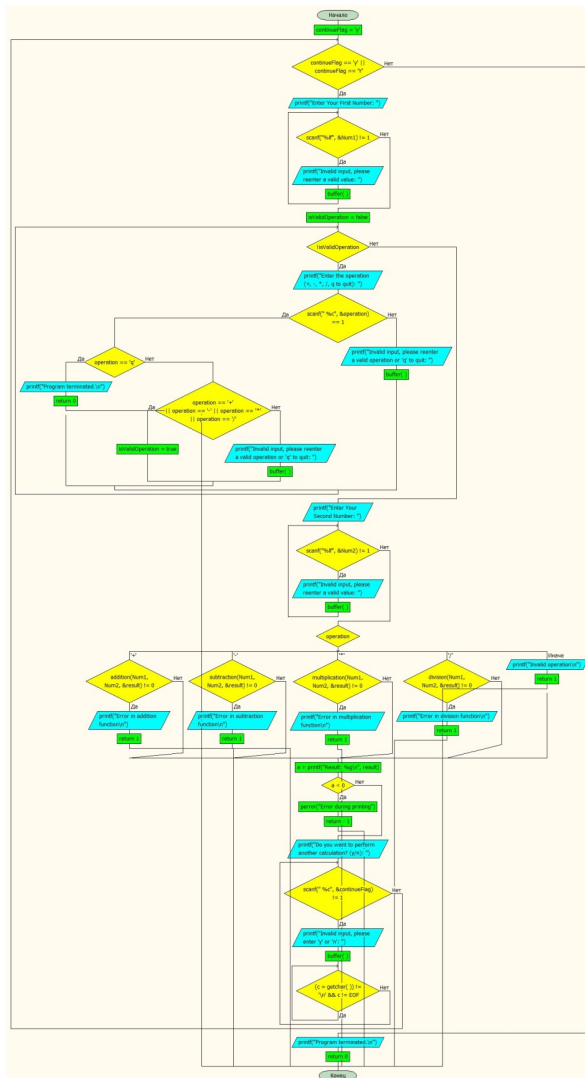 Начало
continueFlag = 'y'
continueFlag == 'y' ||
continueFlag == 'Y'
Нет
Да
printf("Enter Your First Number: ")
scanf("%lf", &Num1) != 1
Нет
Да
printf("Invalid input, please
reenter a valid value: ")
buffer( )
isValidOperation = false
!isValidOperation
Нет
Да
printf("Enter the operation
(+, -, *, /, q to quit): ")
scanf(" %c", &operation)
== 1
Да
Нет
operation == 'q'
Да
Нет
printf("Invalid input, please reenter
a valid operation or 'q' to quit: ")
buffer( )
printf("Program terminated.\n")
return 0
operation == '+'
|| operation == '-' || operation == '*'
|| operation == '/'
Да
Нет
isValidOperation = true
printf("Invalid input, please reenter
a valid operation or 'q' to quit: ")
buffer( )
printf("Enter Your
Second Number: ")
scanf("%lf", &Num2) != 1
Нет
Да
printf("Invalid input, please
reenter a valid value: ")
buffer( )
operation
'+'
'-'
'*'
'/'
Иначе
addition(Num1,
Num2, &result) != 0
Нет
Да
subtraction(Num1,
Num2, &result) != 0
Нет
Да
multiplication(Num1,
Num2, &result) != 0
Нет
Да
division(Num1,
Num2, &result) != 0
Нет
Да
printf("Invalid operation\n")
return 1
printf("Error in addition
function\n")
return 1
printf("Error in subtraction
function\n")
return 1
printf("Error in multiplication
function\n")
return 1
printf("Error in division function\n")
return 1
a = printf("Result: %g\n", result)
a < 0
Нет
Да
perror("Error during printing")
return - 1
printf("Do you want to perform
another calculation? (y/n): ")
scanf(" %c", &continueFlag)
!= 1
Нет
Да
printf("Invalid input, please
enter 'y' or 'n': ")
buffer( )
(c = getchar( )) !=
'\n' && c != EOF
Нет
Да
printf("Program terminated.\n")
return 0
Конец